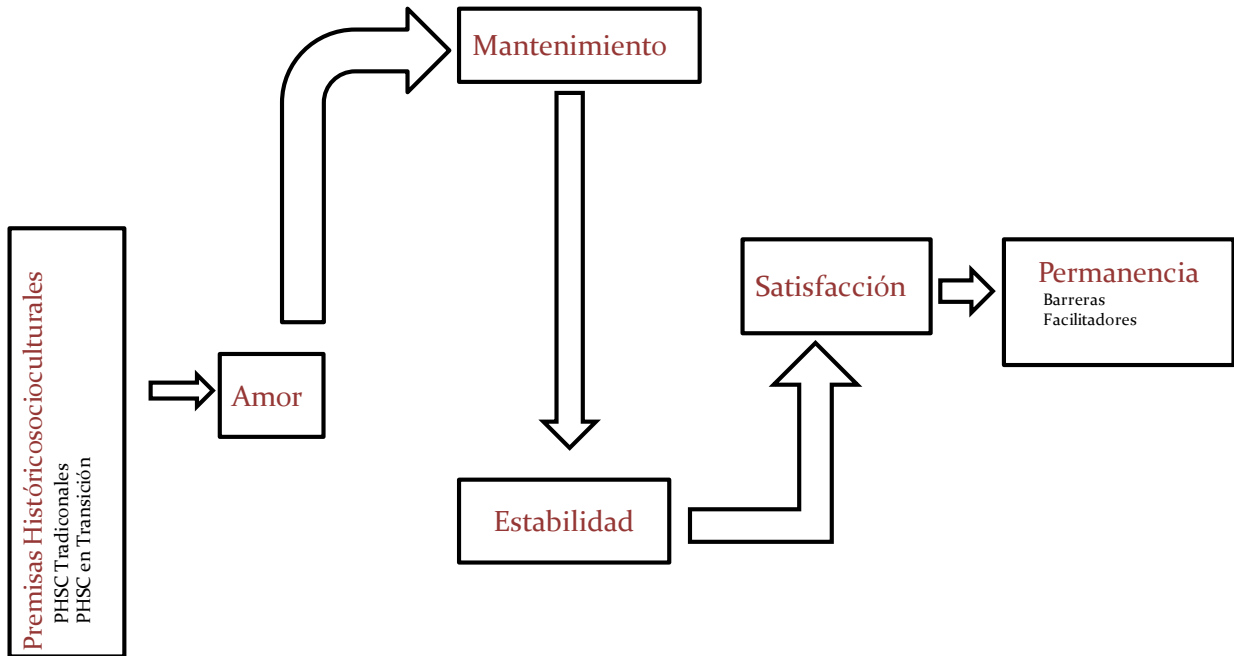 Premisas Históricosocioculturales
PHSC Tradiconales
PHSC en Transición
Amor
Mantenimiento
Estabilidad
Satisfacción
Permanencia
Barreras
Facilitadores